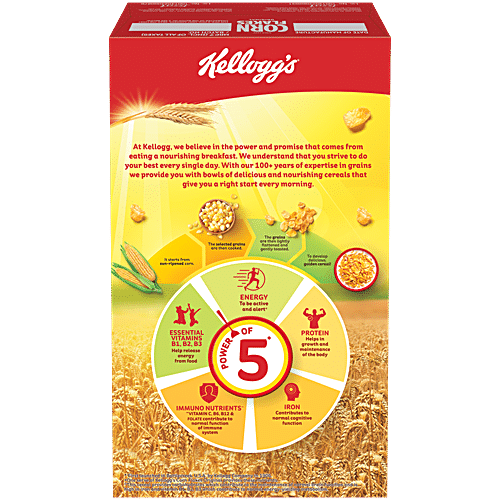 CORN
FLAKES
DATE OF MANUFACTURE
Kellogg's
At Kellogg, we believe in the power and promise that comes from
eating a nourishing breakfast. We understand that you strive to do
your best every single day. With our 100+ years of expertise in grains
we provide you with bowls of delicious and nourishing cereals that
give you a right start every morning.
It starts from
sun-ripened corn.
The selected grains
are then cooked.
The grains
are then lightly
flattened and
gently toasted.
To develop
delicious
golden cereal!
ENERGY
To be active
and alert*
ESSENTIAL
VITAMINS
B1, B2, B3
Help release
energy
from food
PROTEIN
Helps in
growth and
maintenance
of the body
POWER OF
5*
IMMUNO NUTRIENTS**
**VITAMIN C, B6, B12 &
FOLATE contribute to
normal function
of immune
system
IRON
Contributes to
normal cognitive
function